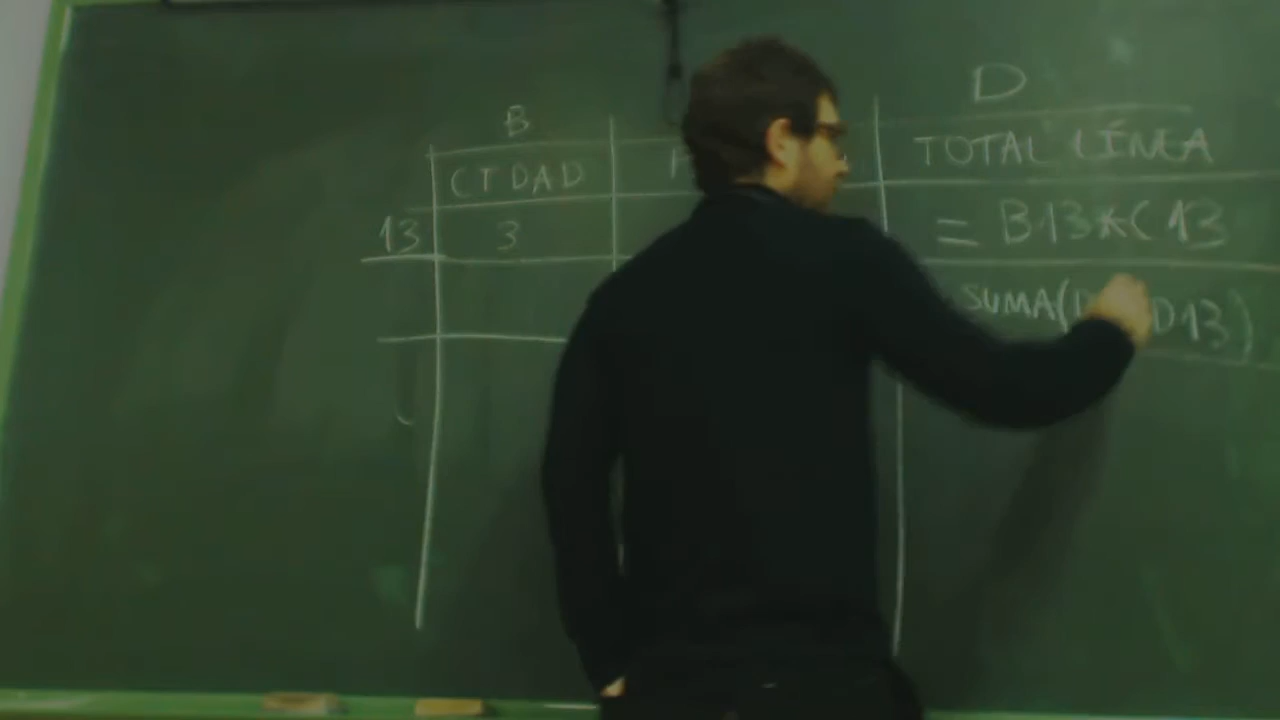 B D
CTDAD TOTAL LÍNEA
13 3 = B13*C13
SUMA( D13)